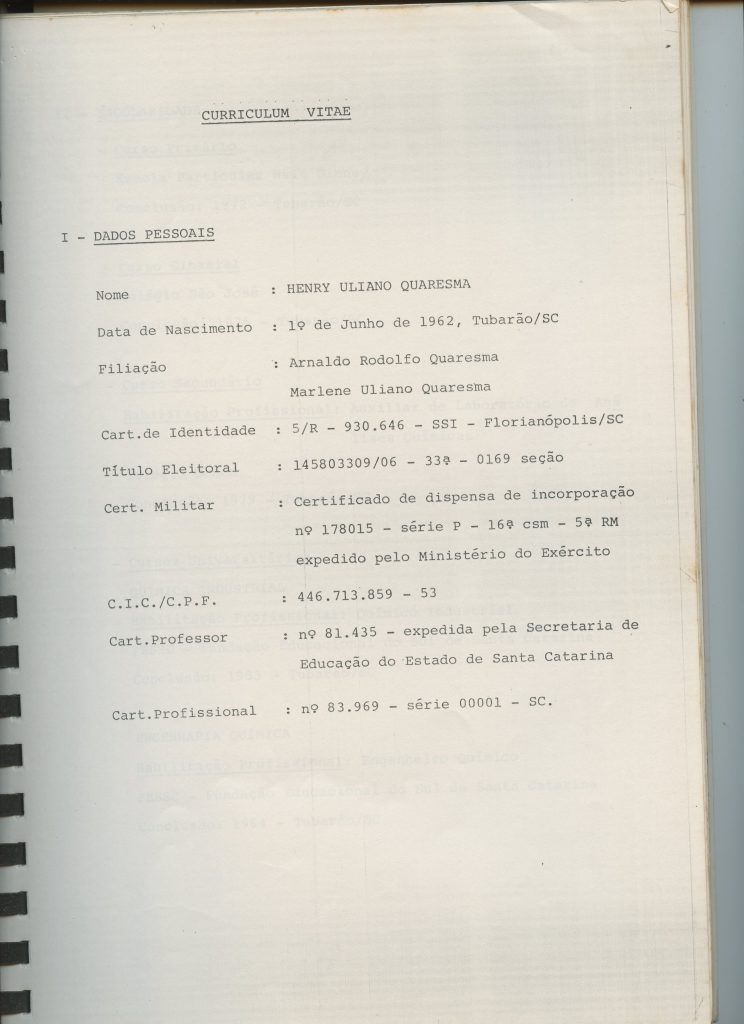 CURRICULUM VITAE
I - DADOS PESSOAIS
Nome : HENRY ULIANO QUARESMA
Data de Nascimento : 1º de Junho de 1962, Tubarão/SC
Filiação : Arnaldo Rodolfo Quaresma
Marlene Uliano Quaresma
Cart.de Identidade : 5/R - 930.646 - SSI - Florianópolis/SC
Título Eleitoral : 145803309/06 - 33ª - 0169 seção
Cert. Militar : Certificado de dispensa de incorporação
nº 178015 - série P - 16ª csm - 5ª RM
expedido pelo Ministério do Exército
C.I.C./C.P.F. : 446.713.859 - 53
Cart.Professor : nº 81.435 - expedida pela Secretaria de
Educação do Estado de Santa Catarina
Cart.Profissional : nº 83.969 - série 00001 - SC.